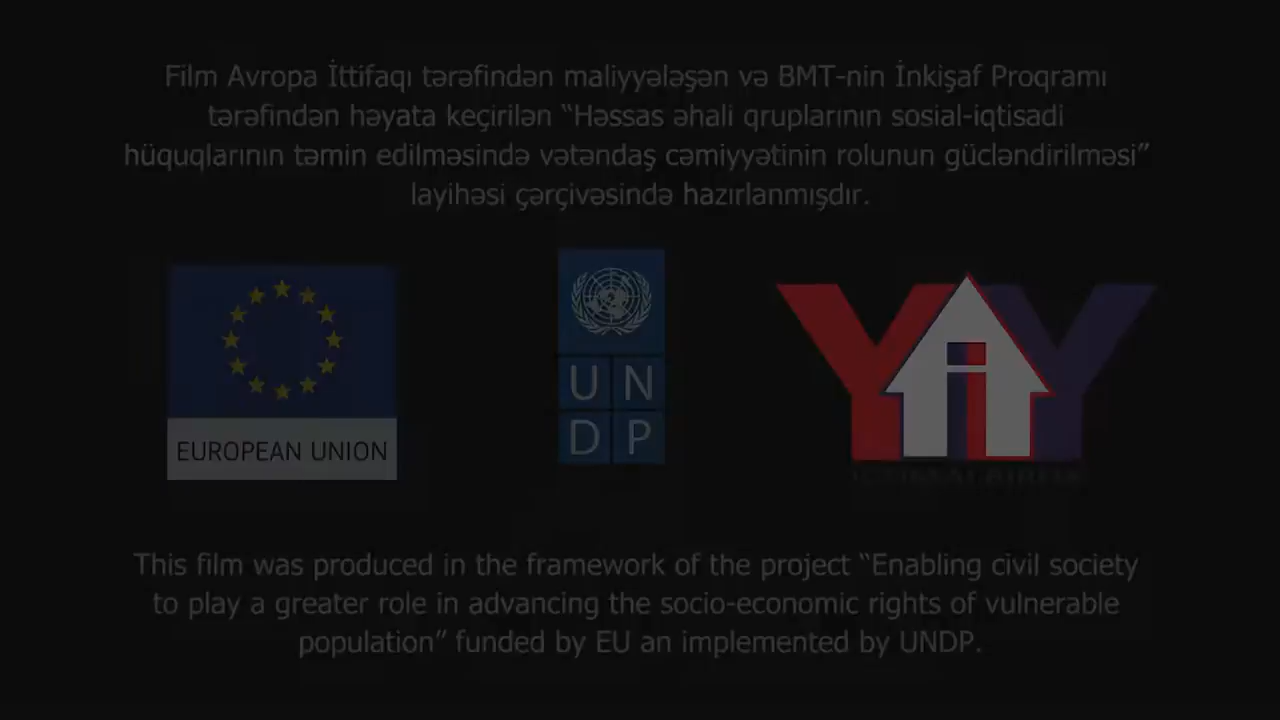 Film Avropa İttifaqı tərəfindən maliyyələşən və BMT-nin İnkişaf Proqramı
tərəfindən həyata keçirilən “Həssas əhali qruplarının sosial-iqtisadi
hüquqlarının təmin edilməsində vətəndaş cəmiyyətinin rolunun gücləndirilməsi”
layihəsi çərçivəsində hazırlanmışdır.
EUROPEAN UNION
U N
D P
YiY
This film was produced in the framework of the project “Enabling civil society
to play a greater role in advancing the socio-economic rights of vulnerable
population” funded by EU an implemented by UNDP.